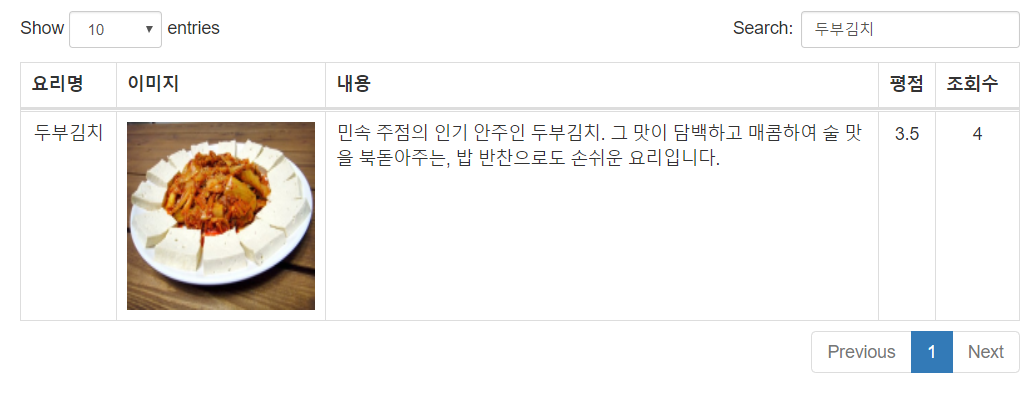 Show 10 entries Search: 두부김치
요리명 이미지 내용 평점 조회수
두부김치 민속 주점의 인기 안주인 두부김치. 그 맛이 담백하고 매콤하여 술 맛 3.5 4
을 북돋아주는, 밥 반찬으로도 손쉬운 요리입니다.
Previous 1 Next